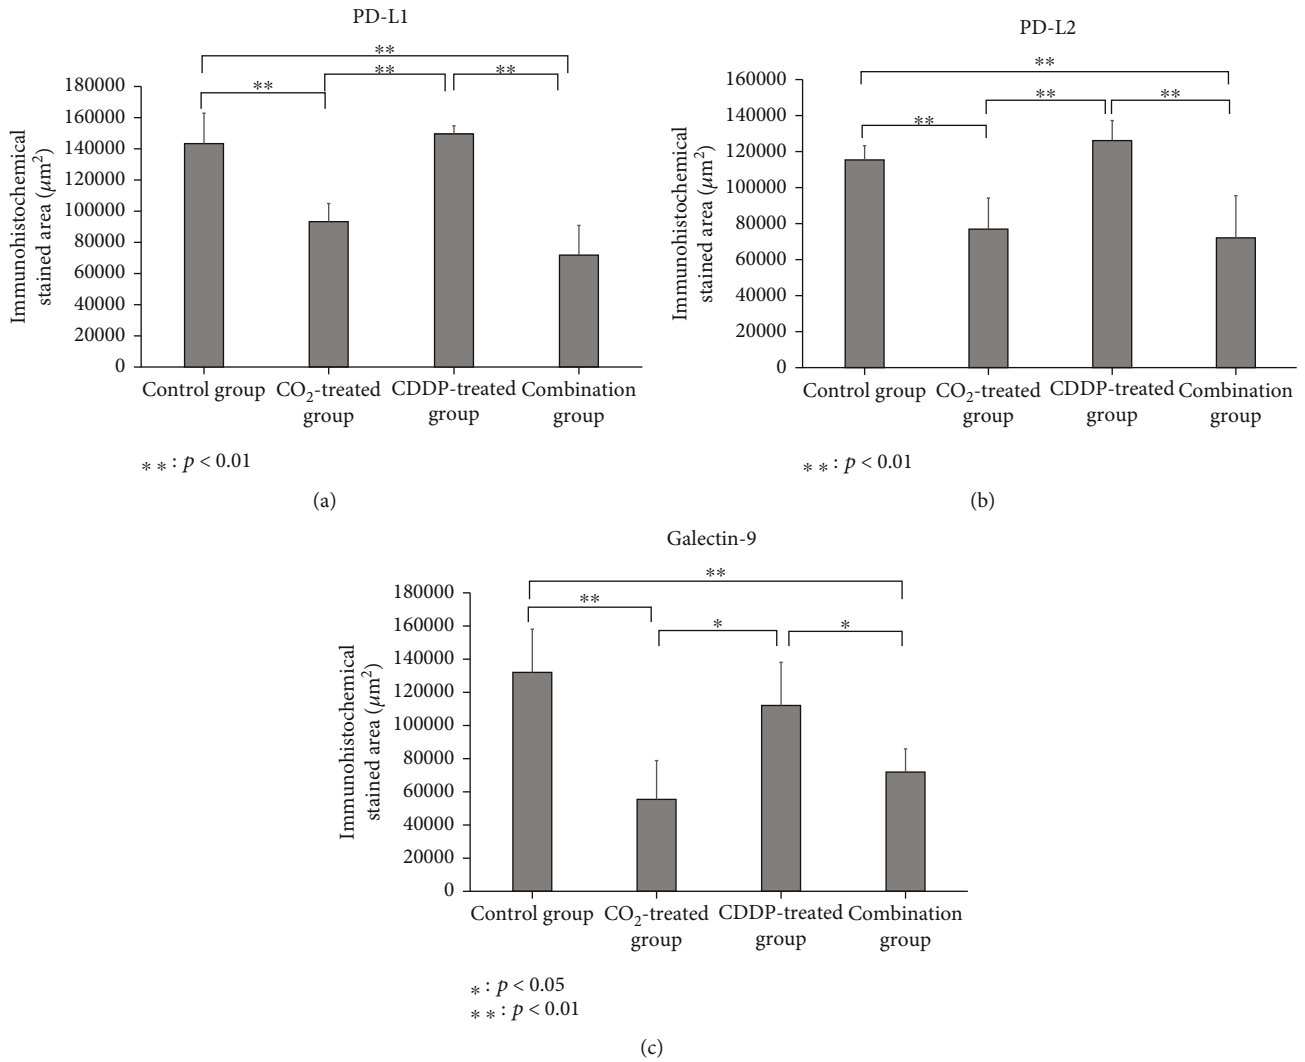 PD-L1
**
**
**
**
180000
160000
140000
120000
100000
80000
60000
40000
20000
0
Immunohistochemical
stained area (μm²)
Control group
CO₂-treated
group
CDDP-treated
group
Combination
group
** : p < 0.01
(a)
PD-L2
**
**
**
**
160000
140000
120000
100000
80000
60000
40000
20000
0
Immunohistochemical
stained area (μm²)
Control group
CO₂-treated
group
CDDP-treated
group
Combination
group
** : p < 0.01
(b)
Galectin-9
**
**
*
*
180000
160000
140000
120000
100000
80000
60000
40000
20000
0
Immunohistochemical
stained area (μm²)
Control group
CO₂-treated
group
CDDP-treated
group
Combination
group
* : p < 0.05
** : p < 0.01
(c)